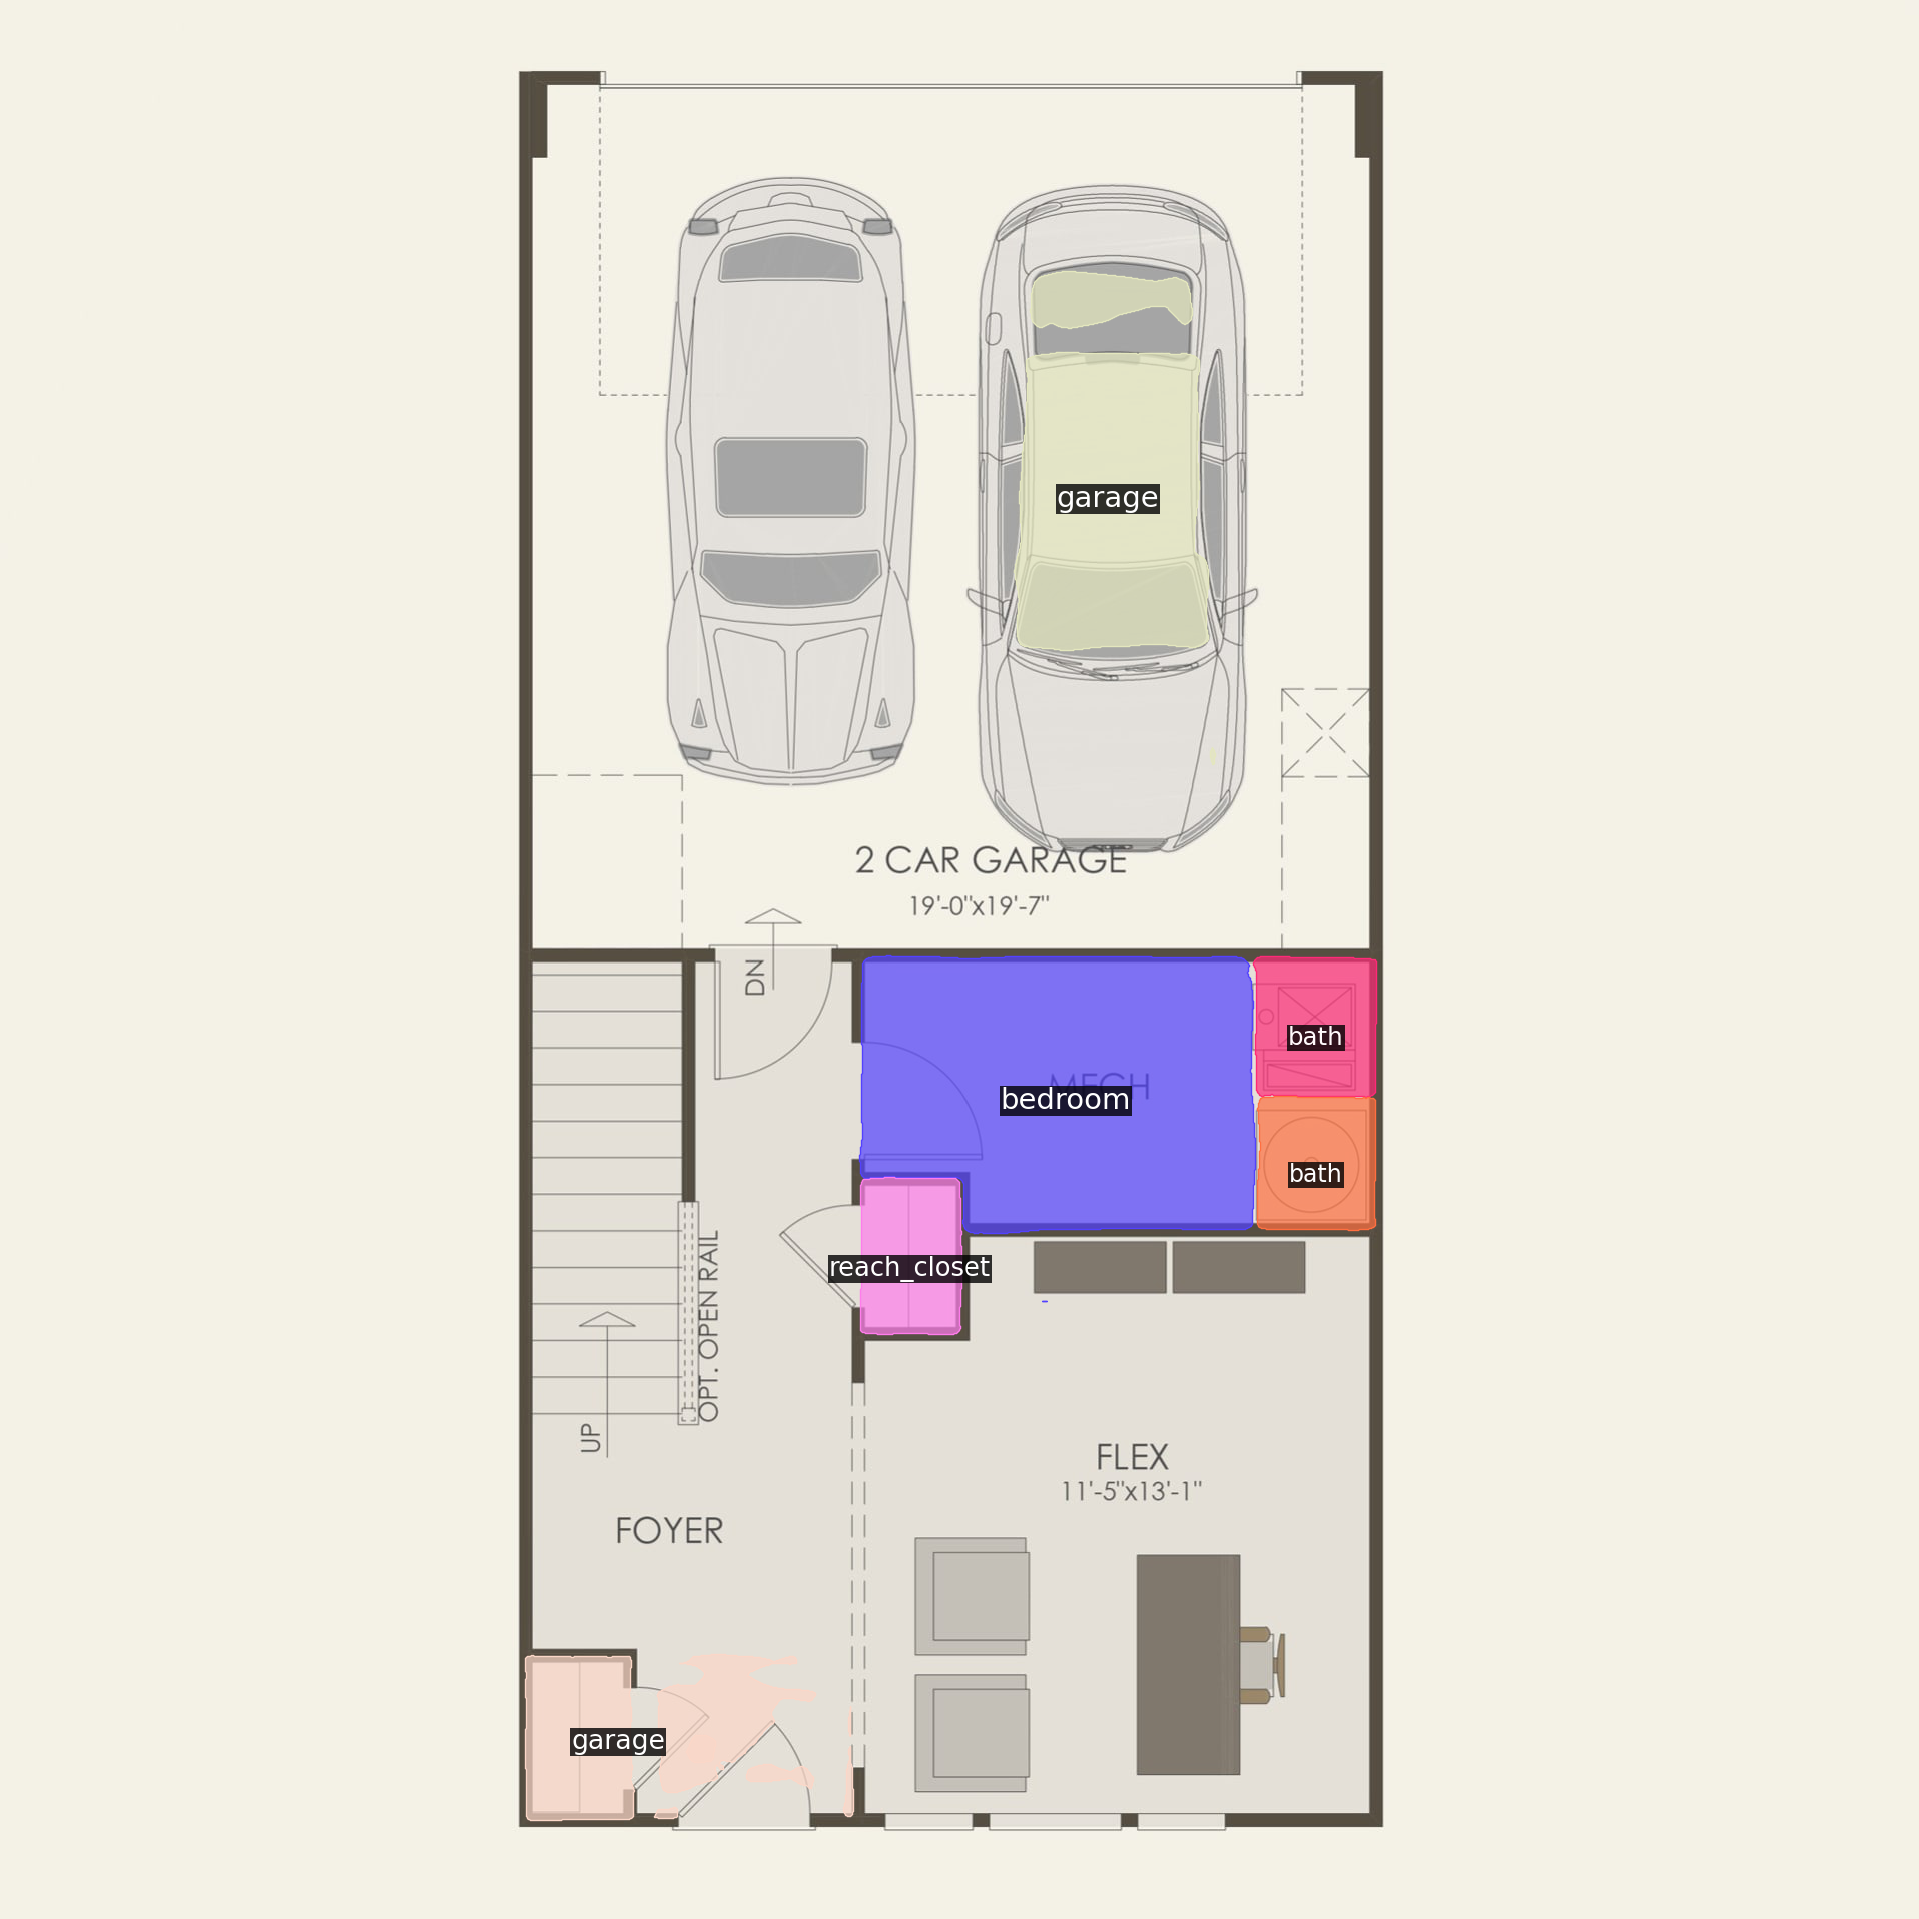 garage
2 CAR GARAGE
19'-0"x19'-7"
DN
bath
MECH
bedroom
bath
reach_closet
OPT. OPEN RAIL
UP
FLEX
11'-5"x13'-1"
FOYER
garage